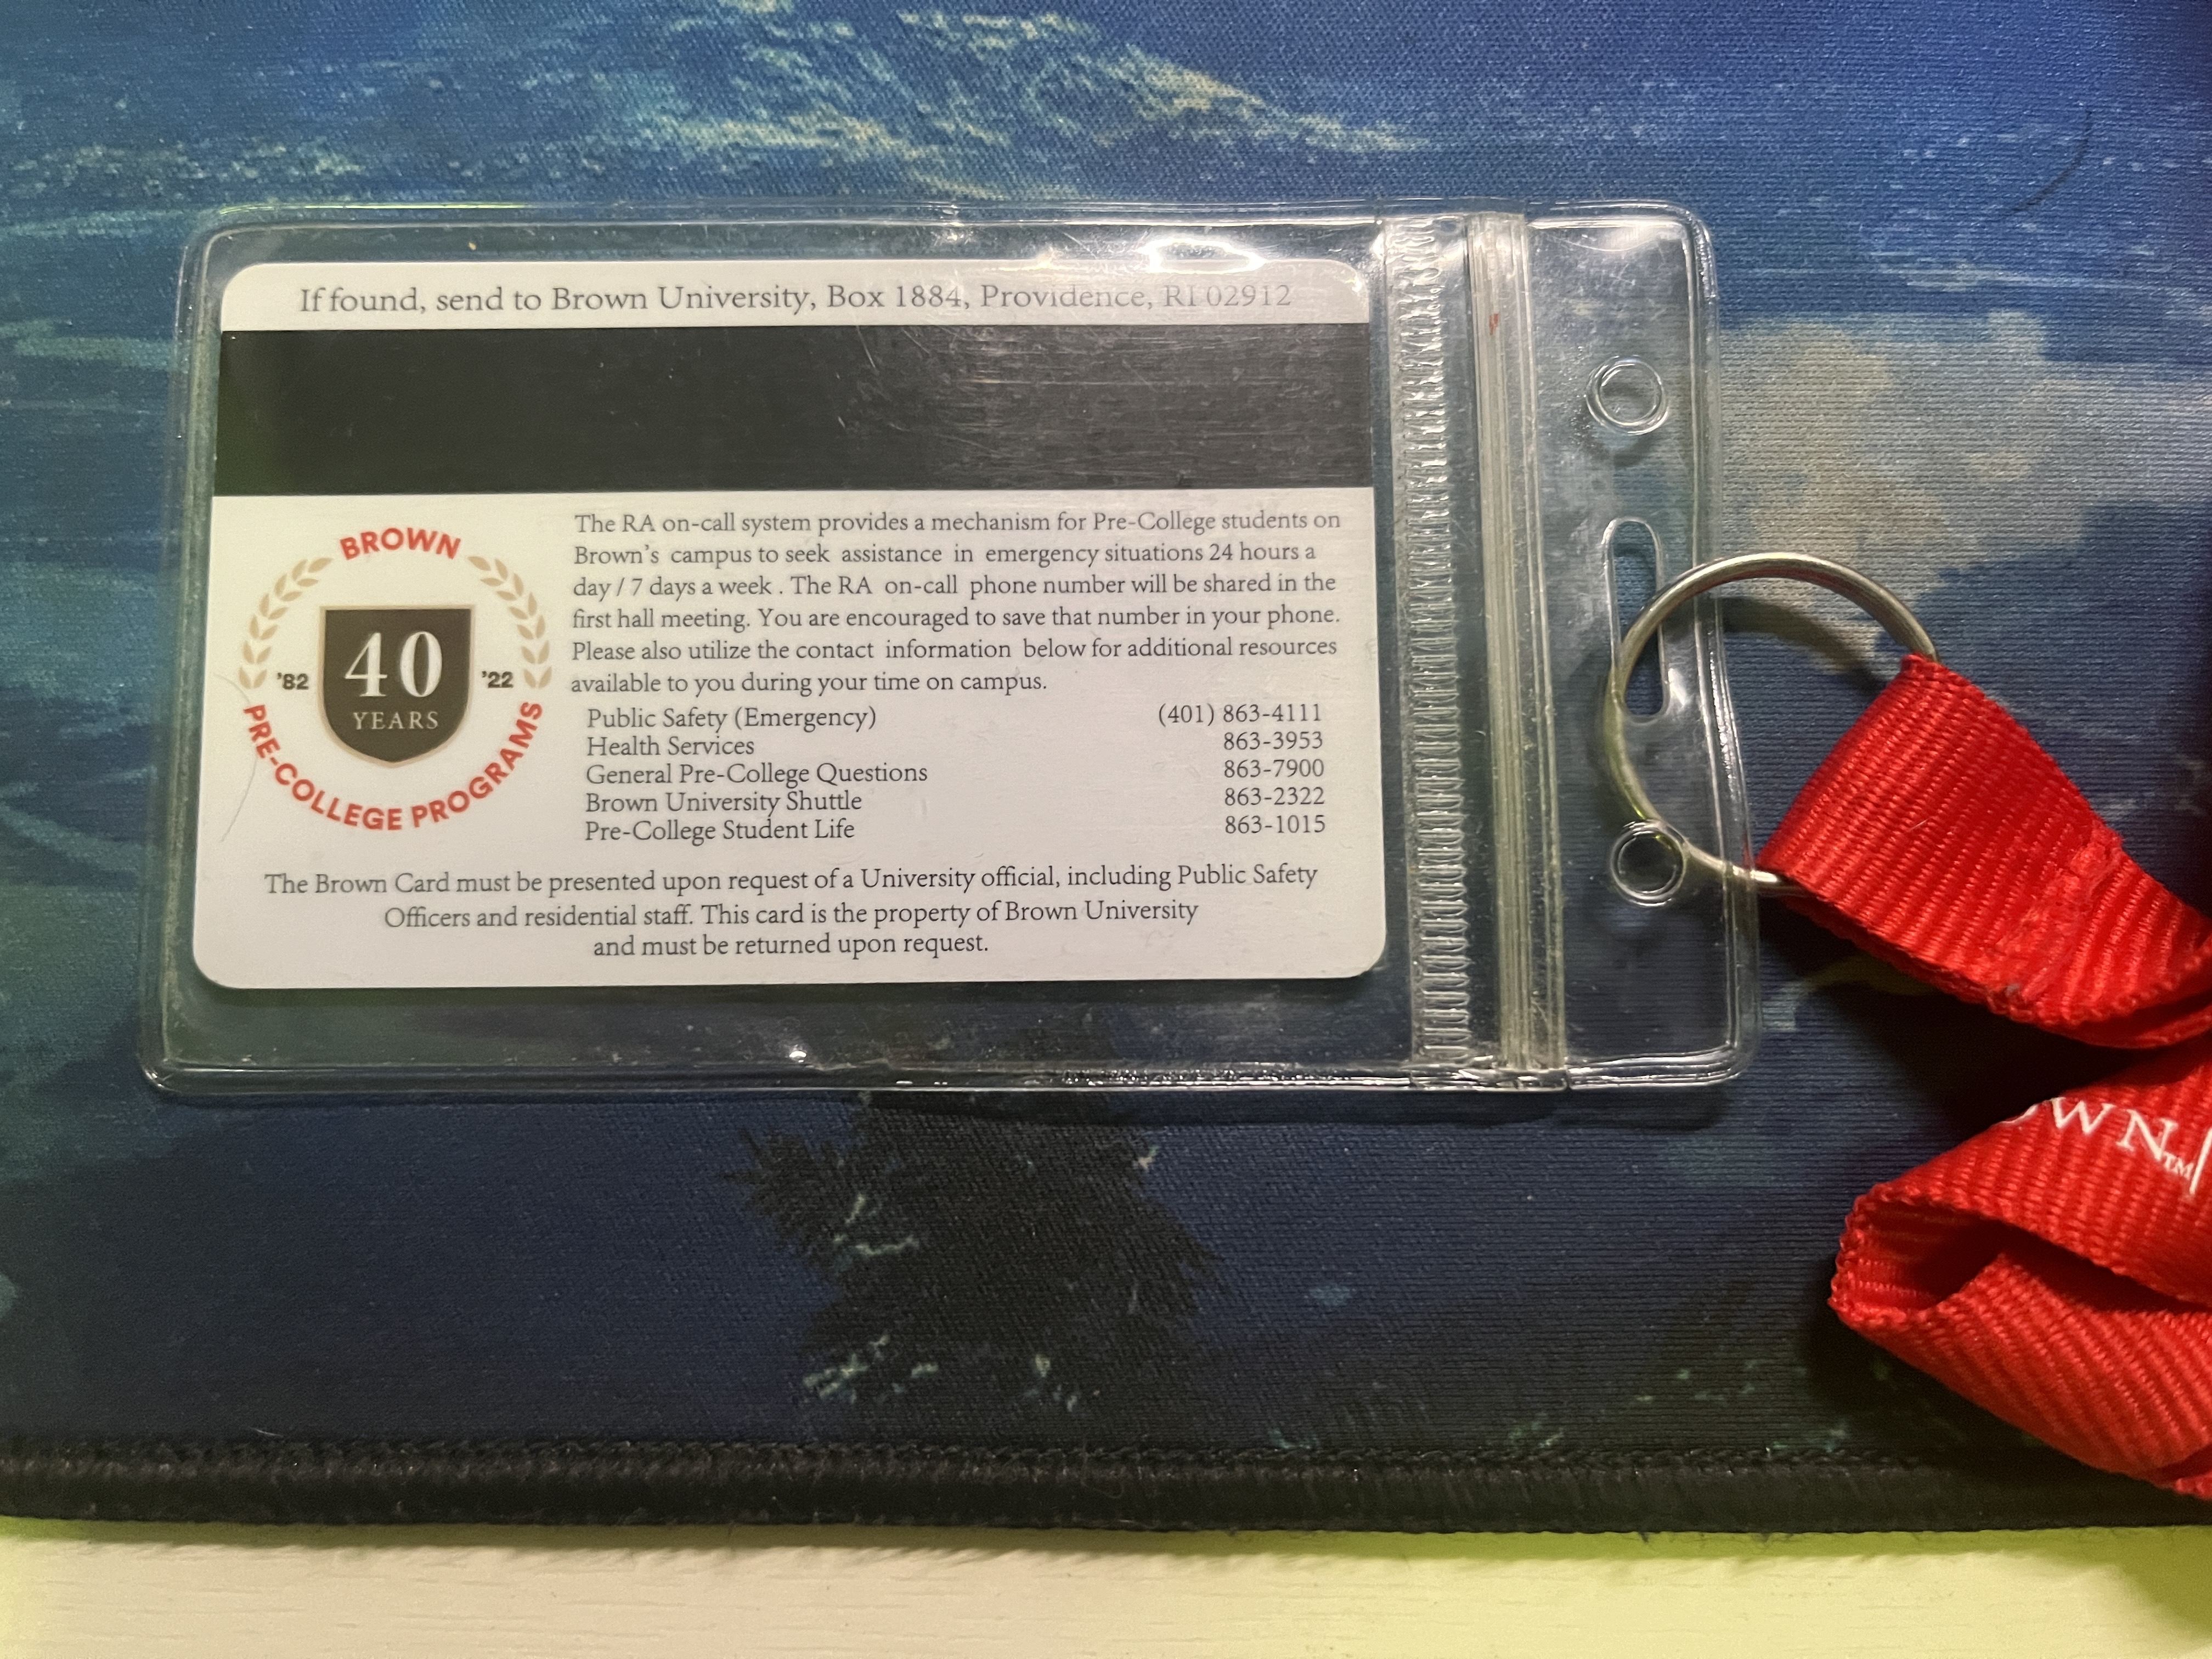 If found, send to Brown University, Box 1884, Providence, RI 02912
BROWN
'82 '22
40
YEARS
PRE-COLLEGE PROGRAMS
The RA on-call system provides a mechanism for Pre-College students on
Brown's campus to seek assistance in emergency situations 24 hours a
day / 7 days a week . The RA on-call phone number will be shared in the
first hall meeting. You are encouraged to save that number in your phone.
Please also utilize the contact information below for additional resources
available to you during your time on campus.
Public Safety (Emergency) (401) 863-4111
Health Services 863-3953
General Pre-College Questions 863-7900
Brown University Shuttle 863-2322
Pre-College Student Life 863-1015
The Brown Card must be presented upon request of a University official, including Public Safety
Officers and residential staff. This card is the property of Brown University
and must be returned upon request.
WN™